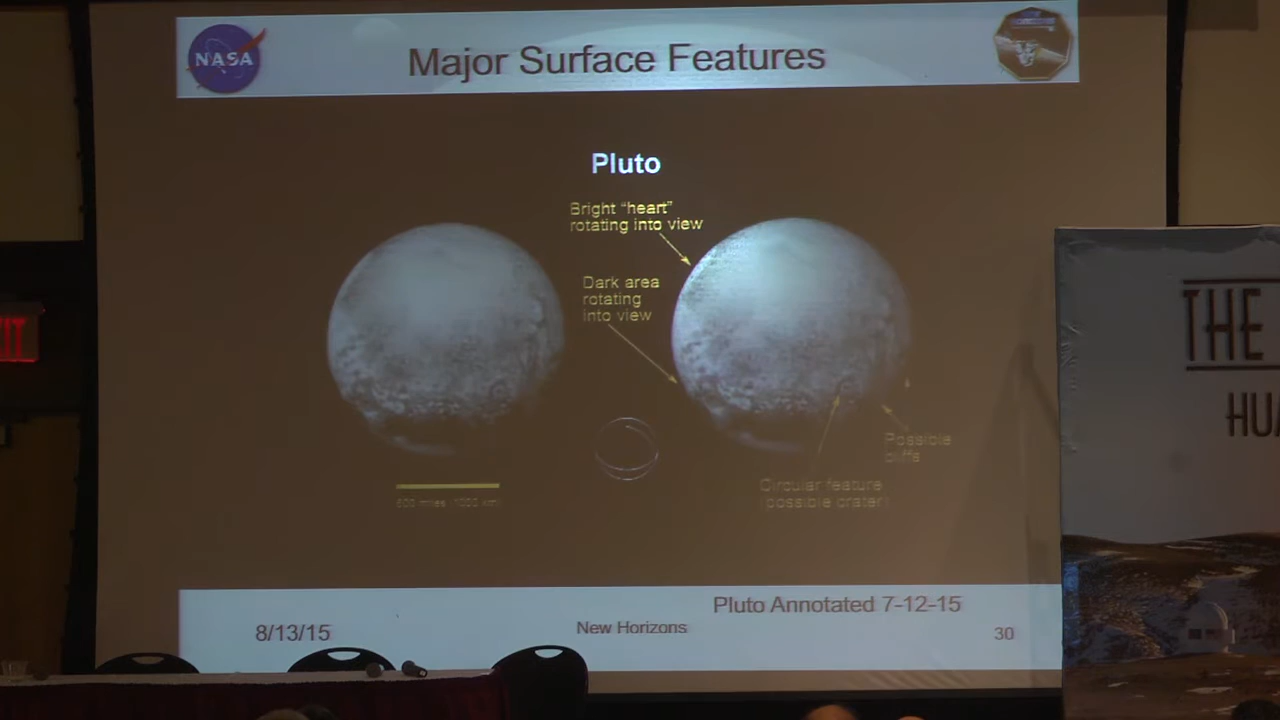 NASA
Major Surface Features
Pluto
Bright “heart”
rotating into view
Dark area
rotating
into view
Possible
cliffs
Circular feature
(possible crater)
600 miles (1000 km)
Pluto Annotated 7-12-15
8/13/15
New Horizons
30
THE